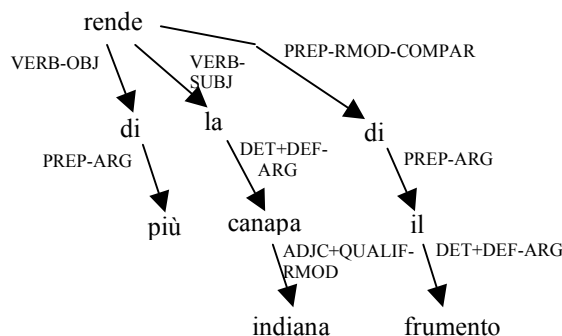 rende
VERB-OBJ
VERB-
SUBJ
PREP-RMOD-COMPAR
di
la
di
PREP-ARG
DET+DEF-
ARG
PREP-ARG
più
canapa
il
ADJC+QUALIF-
RMOD
DET+DEF-ARG
indiana
frumento